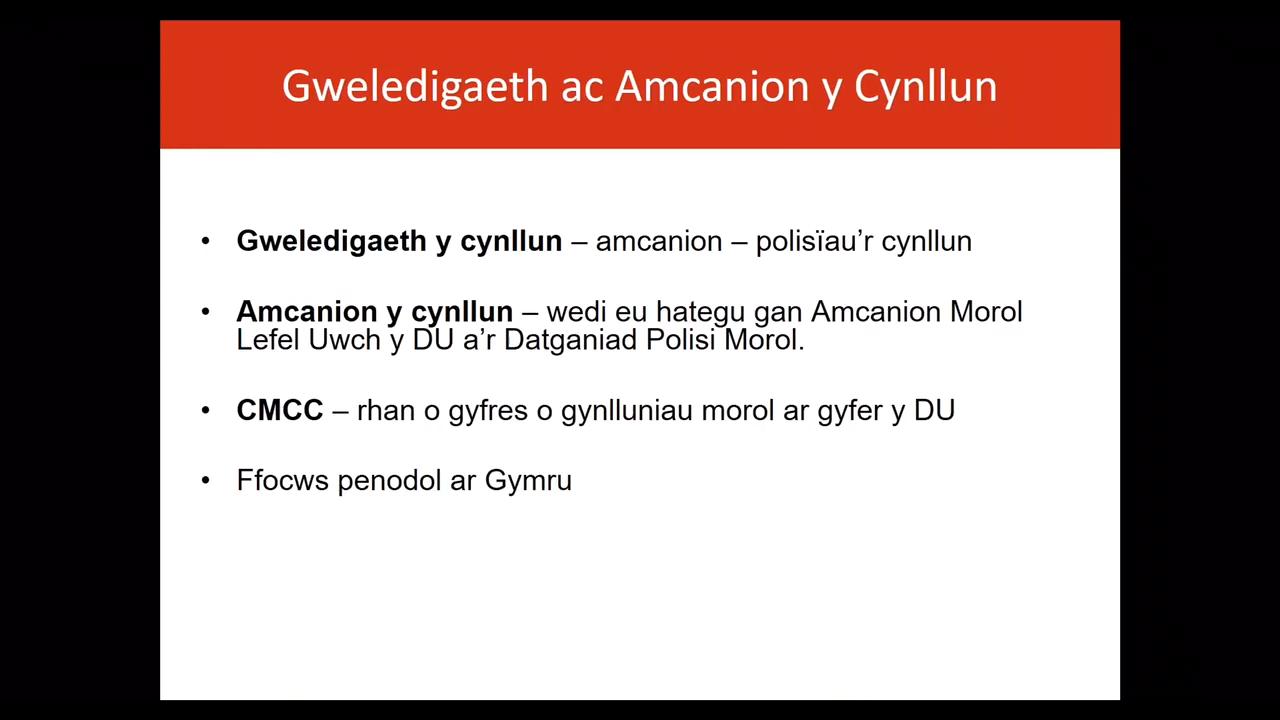 Gweledigaeth ac Amcanion y Cynllun
• Gweledigaeth y cynllun – amcanion – polisïau’r cynllun
• Amcanion y cynllun – wedi eu hategu gan Amcanion Morol
Lefel Uwch y DU a’r Datganiad Polisi Morol.
• CMCC – rhan o gyfres o gynlluniau morol ar gyfer y DU
• Ffocws penodol ar Gymru